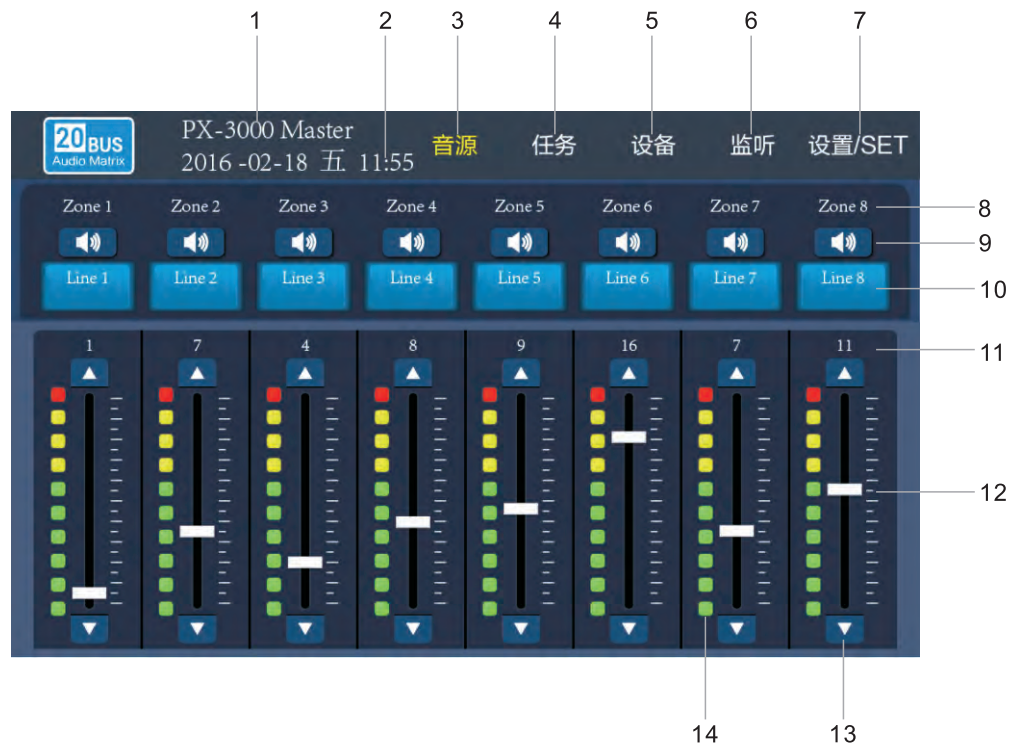 1 2 3 4 5 6 7
20 BUS
Audio Matrix
PX-3000 Master
2016 -02-18 五 11:55
音源 任务 设备 监听 设置/SET
Zone 1 Zone 2 Zone 3 Zone 4 Zone 5 Zone 6 Zone 7 Zone 8
8
9
Line 1 Line 2 Line 3 Line 4 Line 5 Line 6 Line 7 Line 8
10
1 7 4 8 9 16 7 11
11
12
14 13